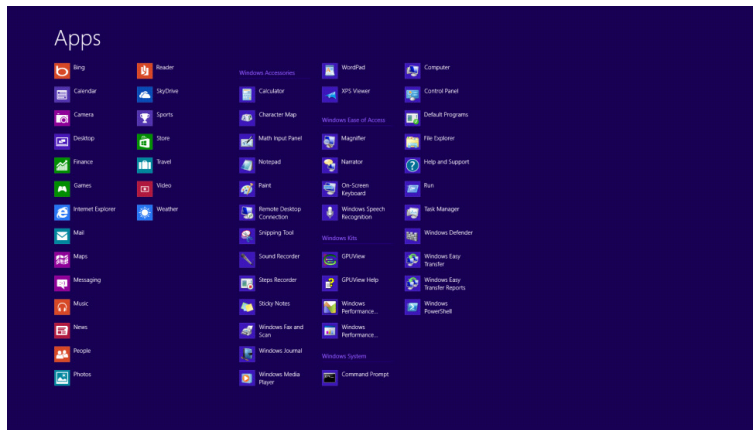 Apps
Bing
Calendar
Camera
Desktop
Finance
Games
Internet Explorer
Mail
Maps
Messaging
Music
News
People
Photos
Reader
SkyDrive
Sports
Store
Travel
Video
Weather
Windows Accessories
Calculator
Character Map
Math Input Panel
Notepad
Paint
Remote Desktop
Connection
Snipping Tool
Sound Recorder
Steps Recorder
Sticky Notes
Windows Fax and
Scan
Windows Journal
Windows Media
Player
WordPad
XPS Viewer
Windows Ease of Access
Magnifier
Narrator
On-Screen
Keyboard
Windows Speech
Recognition
Windows Kits
GPUView
GPUView Help
Windows
Performance...
Windows
Performance...
Windows System
Command Prompt
Computer
Control Panel
Default Programs
File Explorer
Help and Support
Run
Task Manager
Windows Defender
Windows Easy
Transfer
Windows Easy
Transfer Reports
Windows
PowerShell